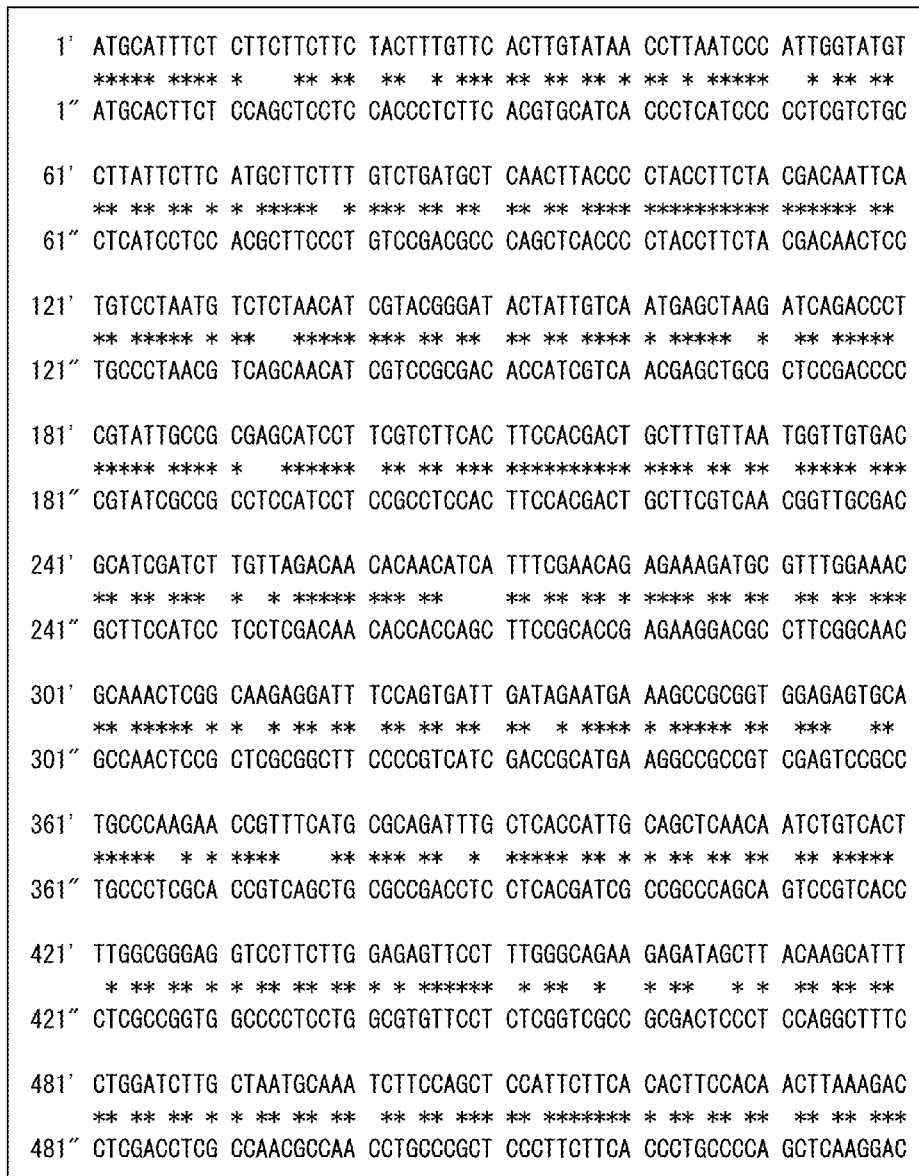 1' ATGCATTTCT CTTCTTCTTC TACTTTGTTC ACTTGTATAA CCTTAATCCC ATTGGTATGT
***** **** *    ** **  **  * *** ** ** ** * ** * *****   * ** **
1" ATGCACTTCT CCAGCTCCTC CACCCTCTTC ACGTGCATCA CCCTCATCCC CCTCGTCTGC
61' CTTATTCTTC ATGCTTCTTT GTCTGATGCT CAACTTACCC CTACCTTCTA CGACAATTCA
** ** ** * * *****  * *** ** **  ** ** **** ********** ****** **
61" CTCATCCTCC ACGCTTCCCT GTCCGACGCC CAGCTCACCC CTACCTTCTA CGACAACTCC
121' TGTCCTAATG TCTCTAACAT CGTACGGGAT ACTATTGTCA ATGAGCTAAG ATCAGACCCT
** ***** * **   ***** *** ** **  ** ** **** * *****  *  ** *****
121" TGCCCTAACG TCAGCAACAT CGTCCGCGAC ACCATCGTCA ACGAGCTGCG CTCCGACCCC
181' CGTATTGCCG CGAGCATCCT TCGTCTTCAC TTCCACGACT GCTTTGTTAA TGGTTGTGAC
***** **** *   ******  ** ** *** ********** **** ** **  ***** ***
181" CGTATCGCCG CCTCCATCCT CCGCCTCCAC TTCCACGACT GCTTCGTCAA CGGTTGCGAC
241' GCATCGATCT TGTTAGACAA CACAACATCA TTTCGAACAG AGAAAGATGC GTTTGGAAAC
** ** ***  *  * ***** *** **     ** ** ** * **** ** **  ** ** ***
241" GCTTCCATCC TCCTCGACAA CACCACCAGC TTCCGCACCG AGAAGGACGC CTTCGGCAAC
301' GCAAACTCGG CAAGAGGATT TCCAGTGATT GATAGAATGA AAGCCGCGGT GGAGAGTGCA
** ***** * *  * ** **  ** ** **  **  * **** * ***** **  ***   **
301" GCCAACTCCG CTCGCGGCTT CCCCGTCATC GACCGCATGA AGGCCGCCGT CGAGTCCGCC
361' TGCCCAAGAA CCGTTTCATG CGCAGATTTG CTCACCATTG CAGCTCAACA ATCTGTCACT
*****  * * ****   ** *** ** *  ***** ** * * ** ** **  ** *****
361" TGCCCTCGCA CCGTCAGCTG CGCCGACCTC CTCACGATCG CCGCCCAGCA GTCCGTCACC
421' TTGGCGGGAG GTCCTTCTTG GAGAGTTCCT TTGGGCAGAA GAGATAGCTT ACAAGCATTT
* ** ** * * ** ** ** * * ******  * ** *   * **   * *  ** ** **
421" CTCGCCGGTG GCCCCTCCTG GCGTGTTCCT CTCGGTCGCC GCGACTCCCT CCAGGCTTTC
481' CTGGATCTTG CTAATGCAAA TCTTCCAGCT CCATTCTTCA CACTTCCACA ACTTAAAGAC
** ** ** * * ** ** **  ** ** *** ** ******* * ** ** **  ** ** ***
481" CTCGACCTCG CCAACGCCAA CCTGCCCGCT CCCTTCTTCA CCCTGCCCCA GCTCAAGGAC